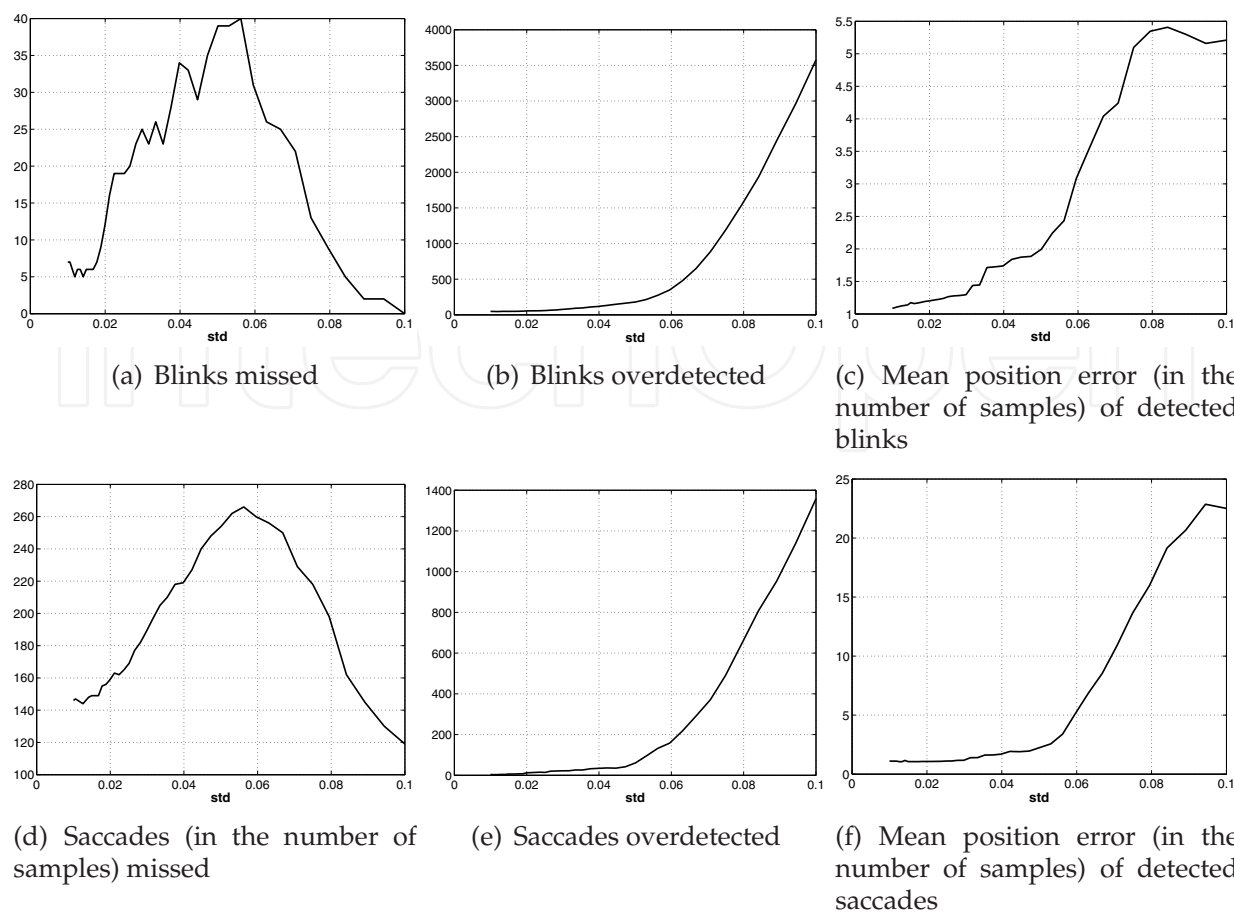 40
35
30
25
20
15
10
5
0
0 0.02 0.04 0.06 0.08 0.1
std
(a) Blinks missed
4000
3500
3000
2500
2000
1500
1000
500
0
0 0.02 0.04 0.06 0.08 0.1
std
(b) Blinks overdetected
5.5
5
4.5
4
3.5
3
2.5
2
1.5
1
0 0.02 0.04 0.06 0.08 0.1
std
(c) Mean position error (in the
number of samples) of detected
blinks
intechopen
280
260
240
220
200
180
160
140
120
100
0 0.02 0.04 0.06 0.08 0.1
std
(d) Saccades (in the number of
samples) missed
1400
1200
1000
800
600
400
200
0
0 0.02 0.04 0.06 0.08 0.1
std
(e) Saccades overdetected
25
20
15
10
5
0
0 0.02 0.04 0.06 0.08 0.1
std
(f) Mean position error (in the
number of samples) of detected
saccades